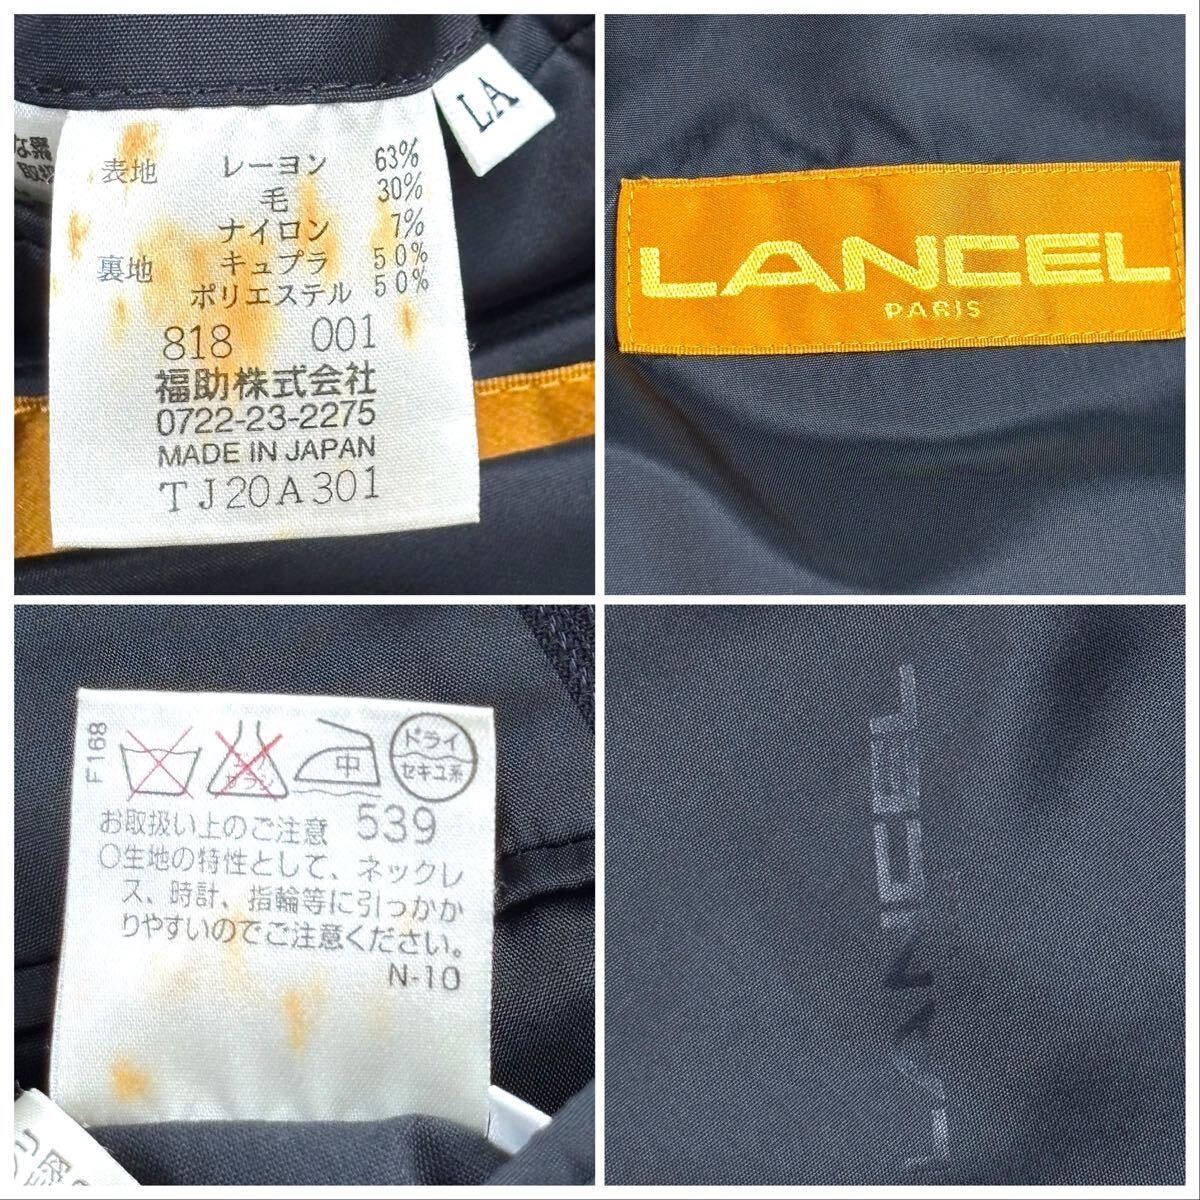 な素
取扱
LA
表地 レーヨン 63%
毛 30%
ナイロン 7%
裏地 キュプラ 50%
ポリエステル 50%
818 001
福助株式会社
0722-23-2275
MADE IN JAPAN
TJ20A301
LANCEL
PARIS
F168
中
ドライ
セキユ系
お取扱い上のご注意 539
○生地の特性として、ネックレ
ス、時計、指輪等に引っかか
りやすいのでご注意ください。
N-10
LANCEL